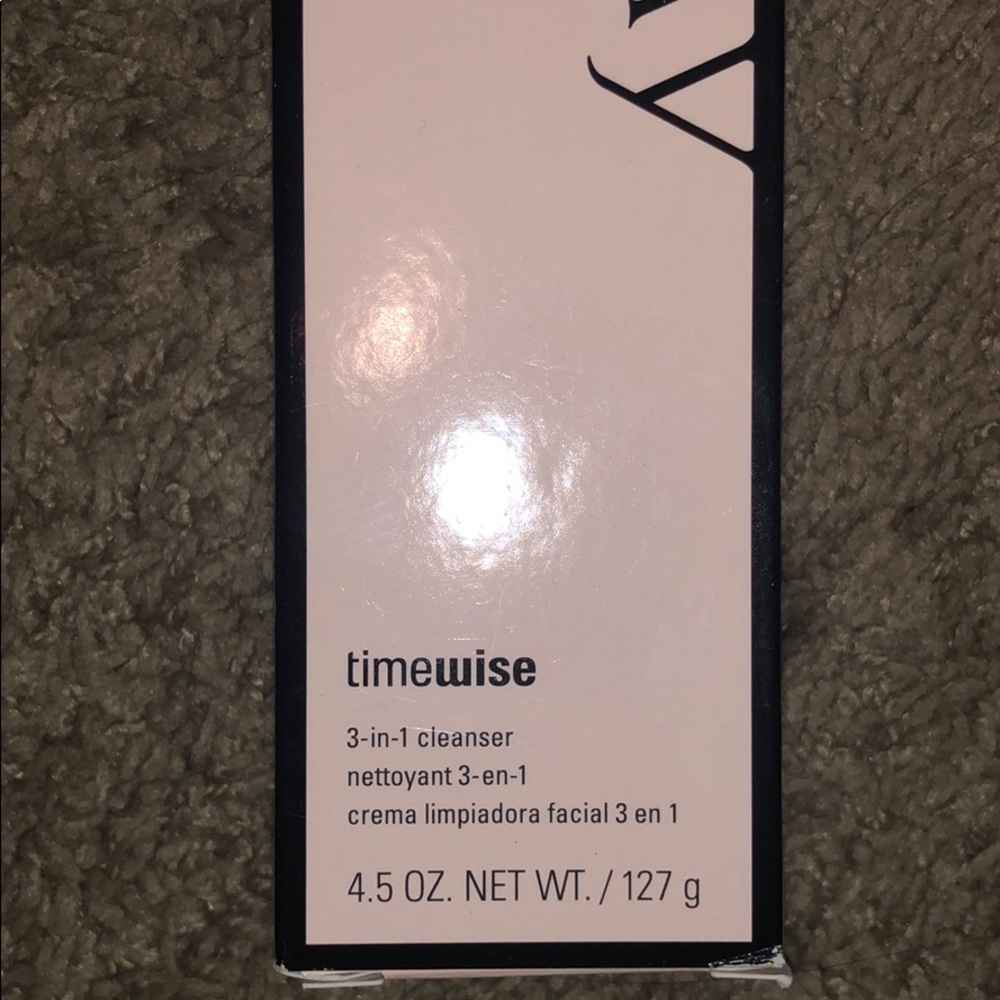 y
timewise
3-in-1 cleanser
nettoyant 3-en-1
crema limpiadora facial 3 en 1
4.5 OZ. NET WT. / 127 g